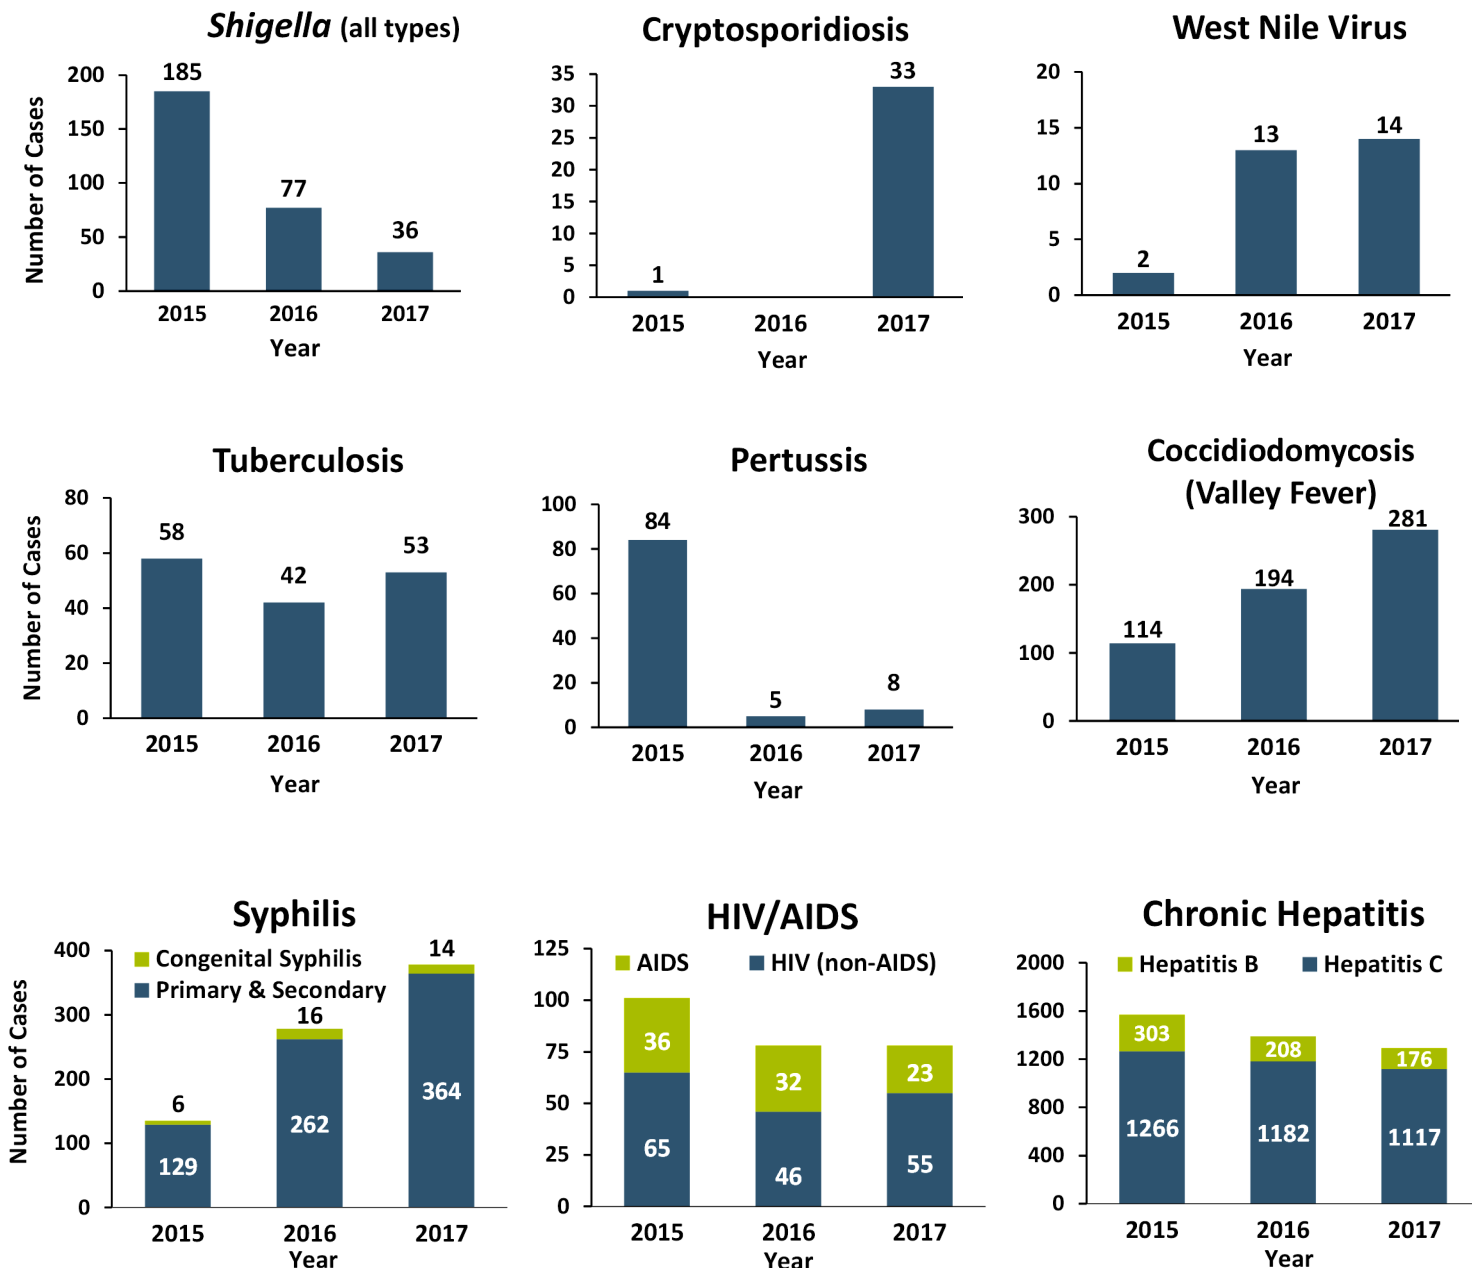 Shigella (all types)
Number of Cases
200
150
100
50
0
185
77
36
2015 2016 2017
Year
Cryptosporidiosis
35
30
25
20
15
10
5
0
1
33
2015 2016 2017
Year
West Nile Virus
20
15
10
5
0
2
13
14
2015 2016 2017
Year
Tuberculosis
Number of Cases
80
60
40
20
0
58
42
53
2015 2016 2017
Year
Pertussis
100
80
60
40
20
0
84
5
8
2015 2016 2017
Year
Coccidiodomycosis
(Valley Fever)
300
200
100
0
114
194
281
2015 2016 2017
Year
Syphilis
Number of Cases
Congenital Syphilis
Primary & Secondary
400
300
200
100
0
6
129
16
262
14
364
2015 2016 2017
Year
HIV/AIDS
AIDS HIV (non-AIDS)
125
100
75
50
25
0
36
65
32
46
23
55
2015 2016 2017
Year
Chronic Hepatitis
Hepatitis B Hepatitis C
2000
1600
1200
800
400
0
303
1266
208
1182
176
1117
2015 2016 2017
Year